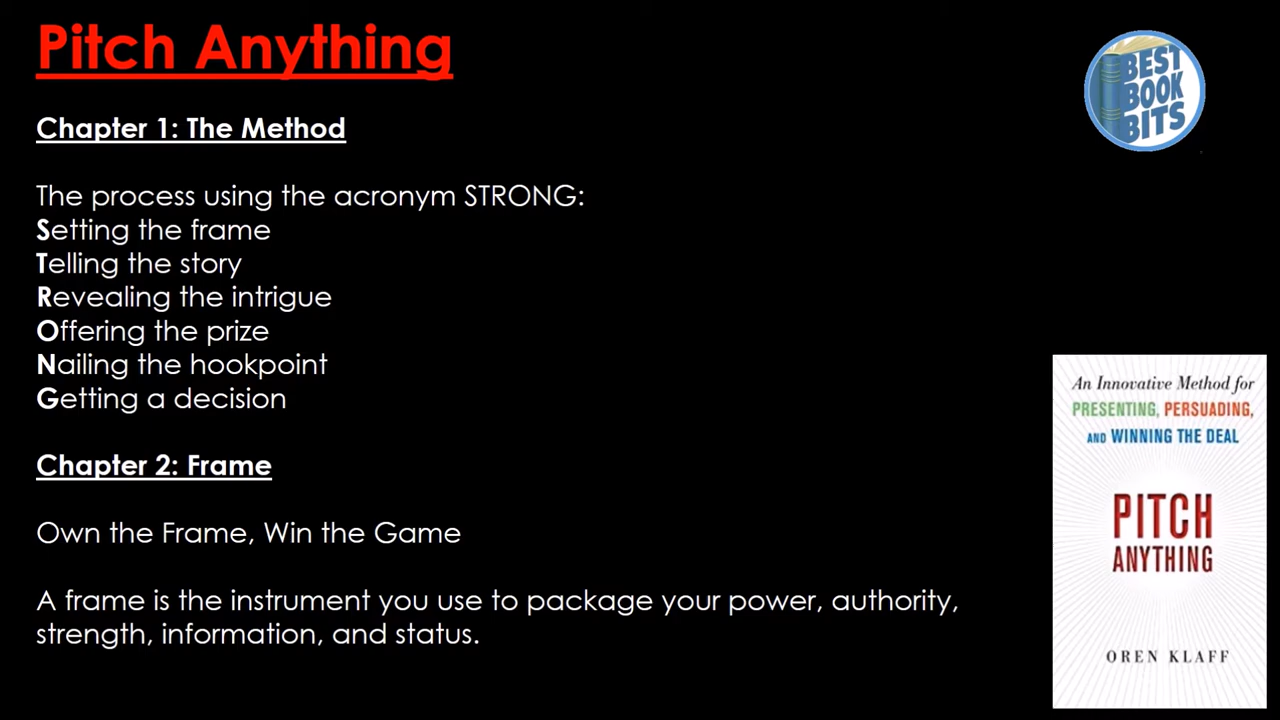 Pitch Anything
BEST
BOOK
BITS
Chapter 1: The Method
The process using the acronym STRONG:
Setting the frame
Telling the story
Revealing the intrigue
Offering the prize
Nailing the hookpoint
Getting a decision
Chapter 2: Frame
Own the Frame, Win the Game
A frame is the instrument you use to package your power, authority,
strength, information, and status.
An Innovative Method for
PRESENTING, PERSUADING,
AND WINNING THE DEAL
PITCH
ANYTHING
OREN KLAFF